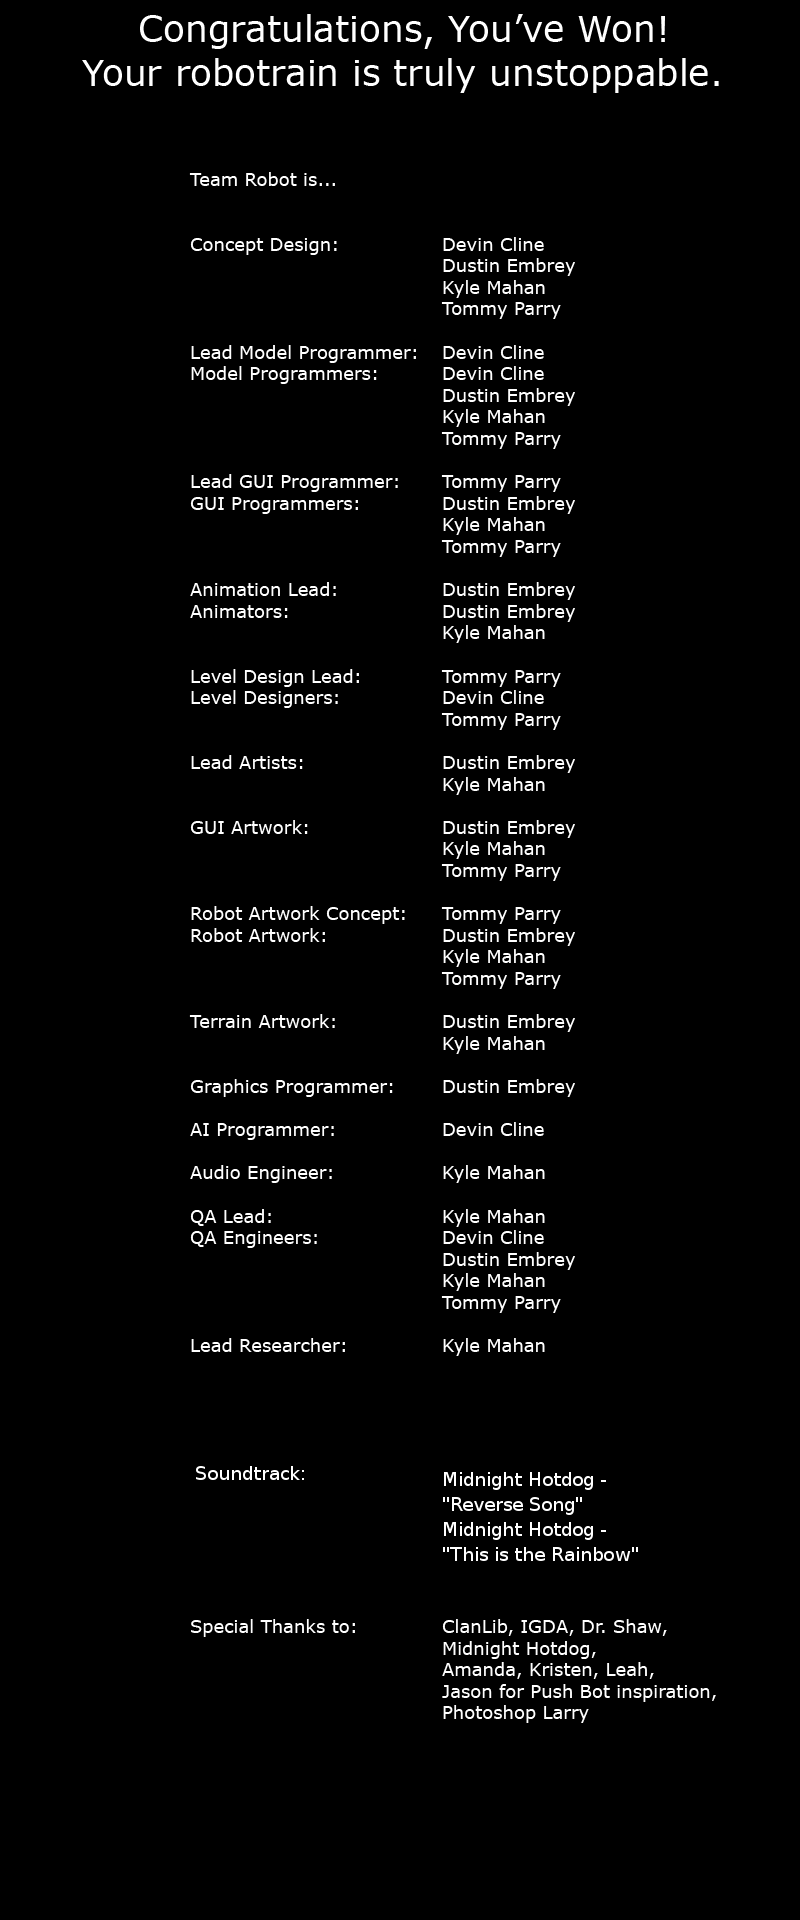 Congratulations, You’ve Won!
Your robotrain is truly unstoppable.
Team Robot is...
Concept Design: Devin Cline
Dustin Embrey
Kyle Mahan
Tommy Parry
Lead Model Programmer: Devin Cline
Model Programmers: Devin Cline
Dustin Embrey
Kyle Mahan
Tommy Parry
Lead GUI Programmer: Tommy Parry
GUI Programmers: Dustin Embrey
Kyle Mahan
Tommy Parry
Animation Lead: Dustin Embrey
Animators: Dustin Embrey
Kyle Mahan
Level Design Lead: Tommy Parry
Level Designers: Devin Cline
Tommy Parry
Lead Artists: Dustin Embrey
Kyle Mahan
GUI Artwork: Dustin Embrey
Kyle Mahan
Tommy Parry
Robot Artwork Concept: Tommy Parry
Robot Artwork: Dustin Embrey
Kyle Mahan
Tommy Parry
Terrain Artwork: Dustin Embrey
Kyle Mahan
Graphics Programmer: Dustin Embrey
AI Programmer: Devin Cline
Audio Engineer: Kyle Mahan
QA Lead: Kyle Mahan
QA Engineers: Devin Cline
Dustin Embrey
Kyle Mahan
Tommy Parry
Lead Researcher: Kyle Mahan
Soundtrack: Midnight Hotdog -
"Reverse Song"
Midnight Hotdog -
"This is the Rainbow"
Special Thanks to: ClanLib, IGDA, Dr. Shaw,
Midnight Hotdog,
Amanda, Kristen, Leah,
Jason for Push Bot inspiration,
Photoshop Larry